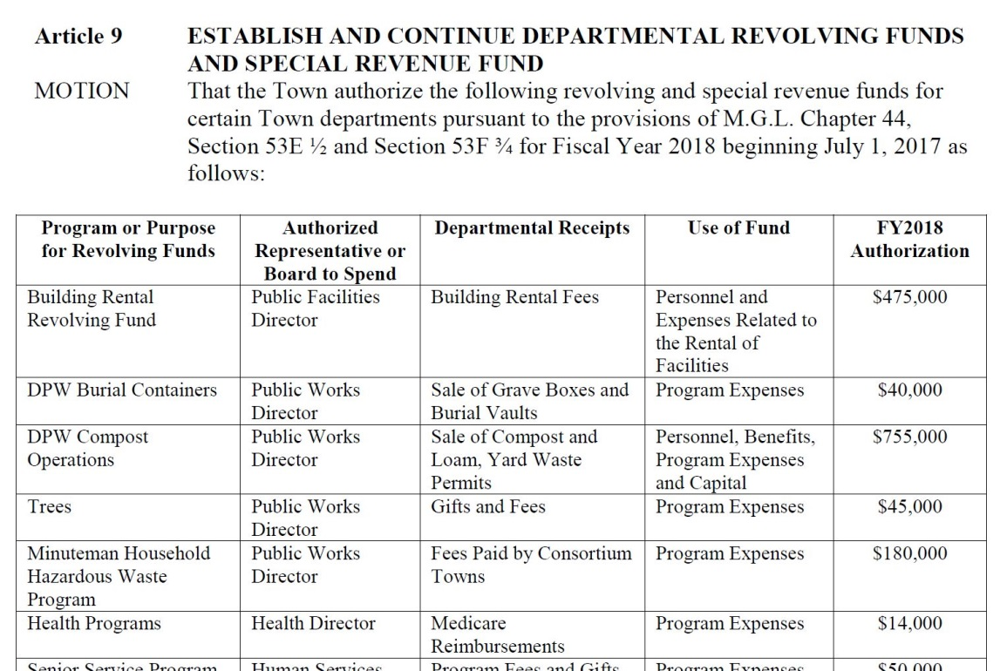 Article 9 ESTABLISH AND CONTINUE DEPARTMENTAL REVOLVING FUNDS
AND SPECIAL REVENUE FUND
MOTION That the Town authorize the following revolving and special revenue funds for
certain Town departments pursuant to the provisions of M.G.L. Chapter 44,
Section 53E ½ and Section 53F ¾ for Fiscal Year 2018 beginning July 1, 2017 as
follows:
Program or Purpose
for Revolving Funds
Authorized
Representative or
Board to Spend
Departmental Receipts
Use of Fund
FY2018
Authorization
Building Rental
Revolving Fund
Public Facilities
Director
Building Rental Fees
Personnel and
Expenses Related to
the Rental of
Facilities
$475,000
DPW Burial Containers
Public Works
Director
Sale of Grave Boxes and
Burial Vaults
Program Expenses
$40,000
DPW Compost
Operations
Public Works
Director
Sale of Compost and
Loam, Yard Waste
Permits
Personnel, Benefits,
Program Expenses
and Capital
$755,000
Trees
Public Works
Director
Gifts and Fees
Program Expenses
$45,000
Minuteman Household
Hazardous Waste
Program
Public Works
Director
Fees Paid by Consortium
Towns
Program Expenses
$180,000
Health Programs
Health Director
Medicare
Reimbursements
Program Expenses
$14,000
Senior Service Program
Human Services
Program Fees and Gifts
Program Expenses
$50,000